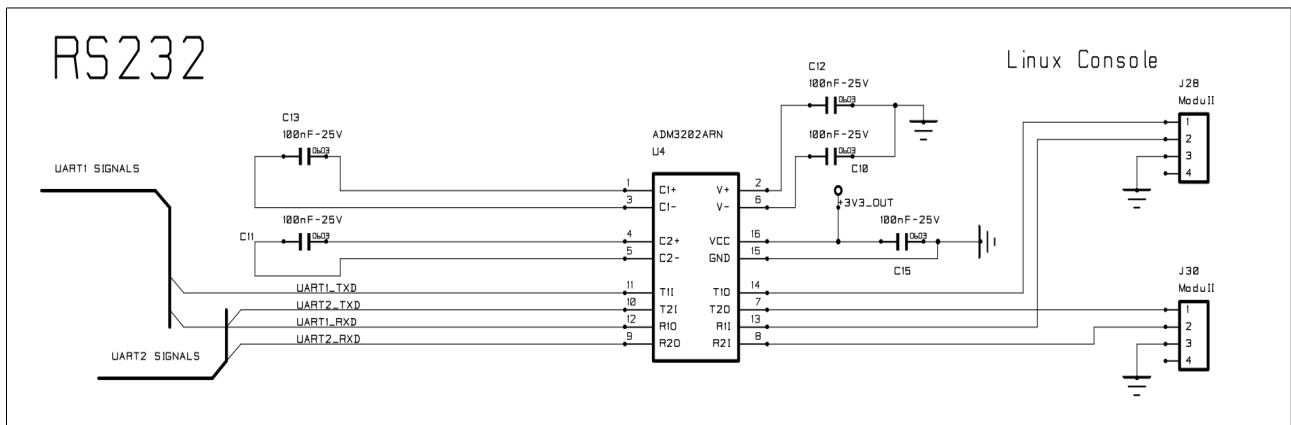 RS232
Linux Console
C12
100nF-25V
0603
J28
ModuII
1
2
3
4
C13
100nF-25V
0603
ADM3202ARN
U4
100nF-25V
0603
C10
UART1 SIGNALS
1 C1+ V+ 2
3 C1- V- 6
+3V3_OUT
100nF-25V
0603
C11
100nF-25V
0603
4 C2+ VCC 16
5 C2- GND 15
C15
J30
ModuII
1
2
3
4
UART1_TXD 11 T1I T1O 14
UART2_TXD 10 T2I T2O 7
UART1_RXD 12 R1O R1I 13
UART2_RXD 9 R2O R2I 8
UART2 SIGNALS